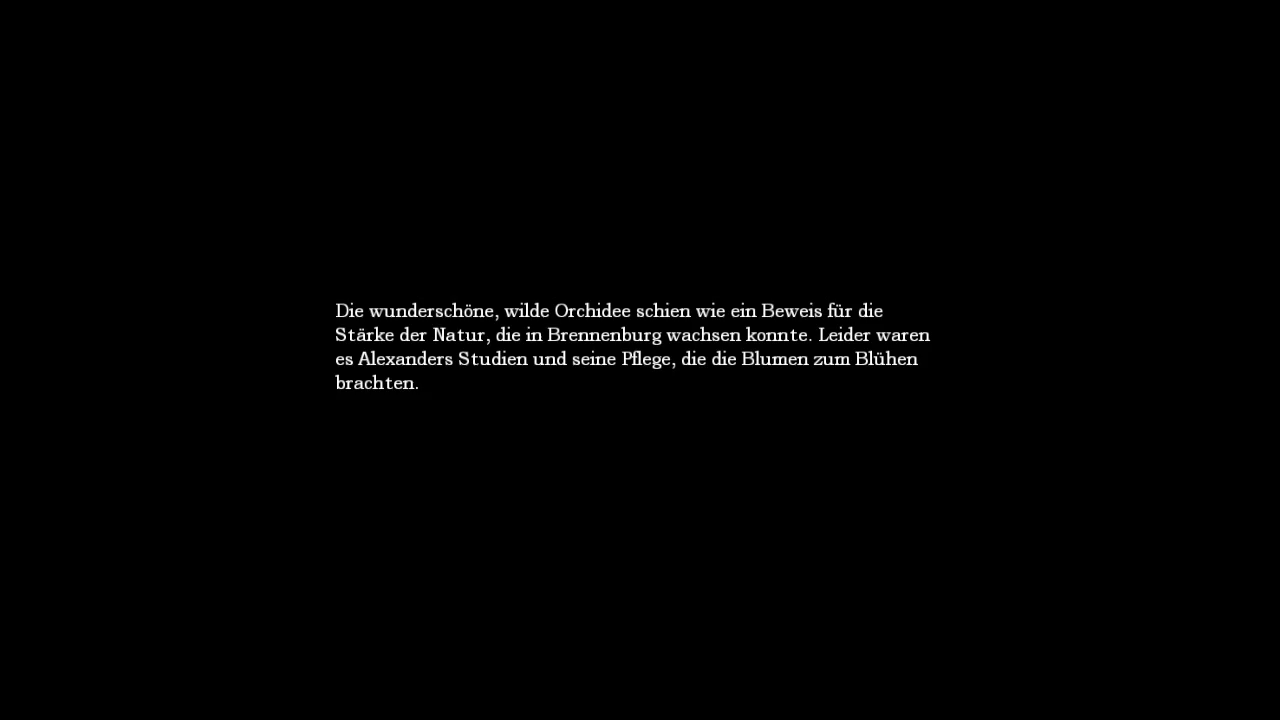 Die wunderschöne, wilde Orchidee schien wie ein Beweis für die
Stärke der Natur, die in Brennenburg wachsen konnte. Leider waren
es Alexanders Studien und seine Pflege, die die Blumen zum Blühen
brachten.